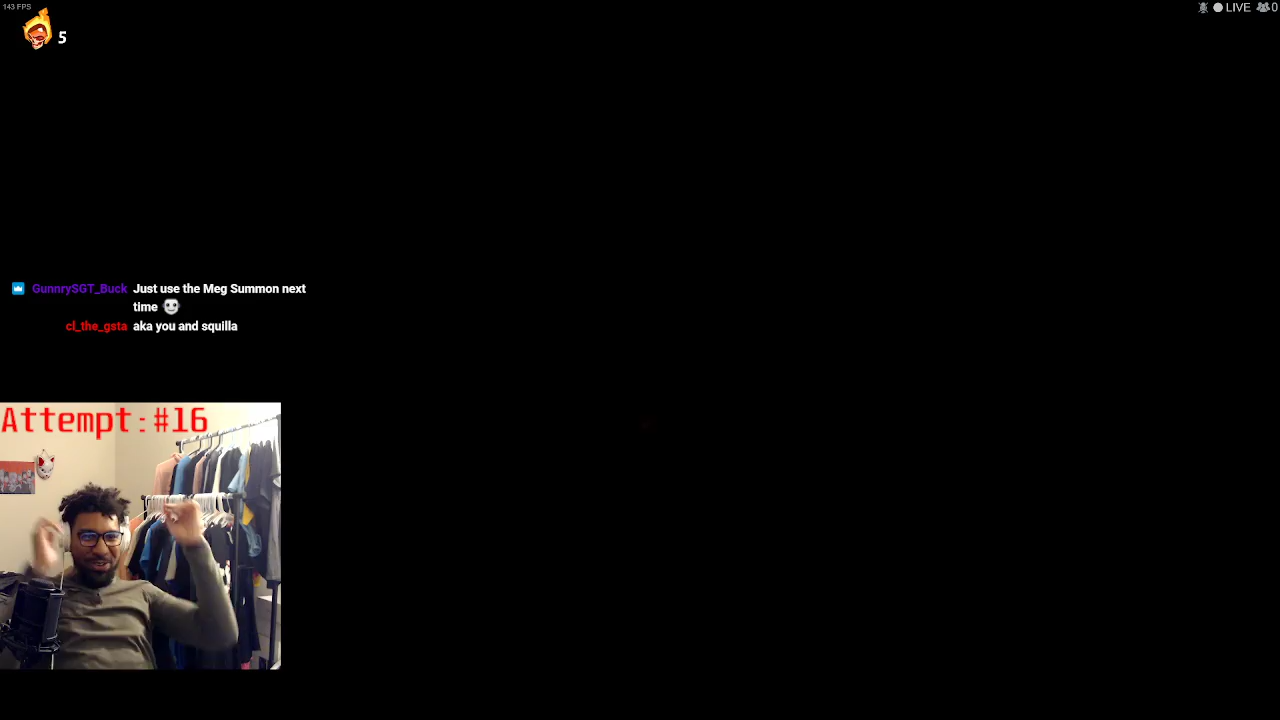 143 FPS
LIVE 0
5
GunnrySGT_Buck Just use the Meg Summon next
time
cl_the_gsta aka you and squilla
Attempt:#16